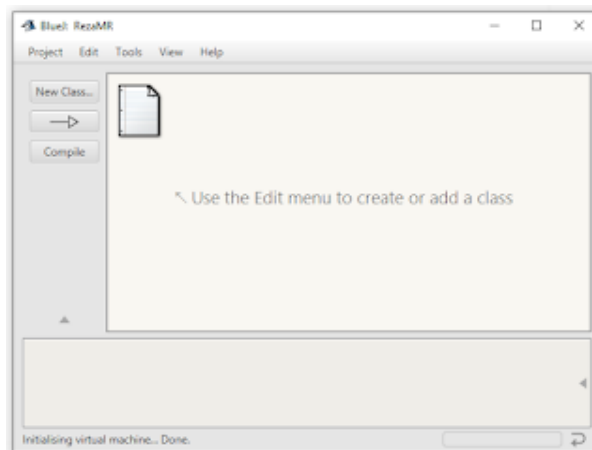 BlueJ: RezaMR
Project Edit Tools View Help
New Class...
Compile
Use the Edit menu to create or add a class
Initialising virtual machine... Done.